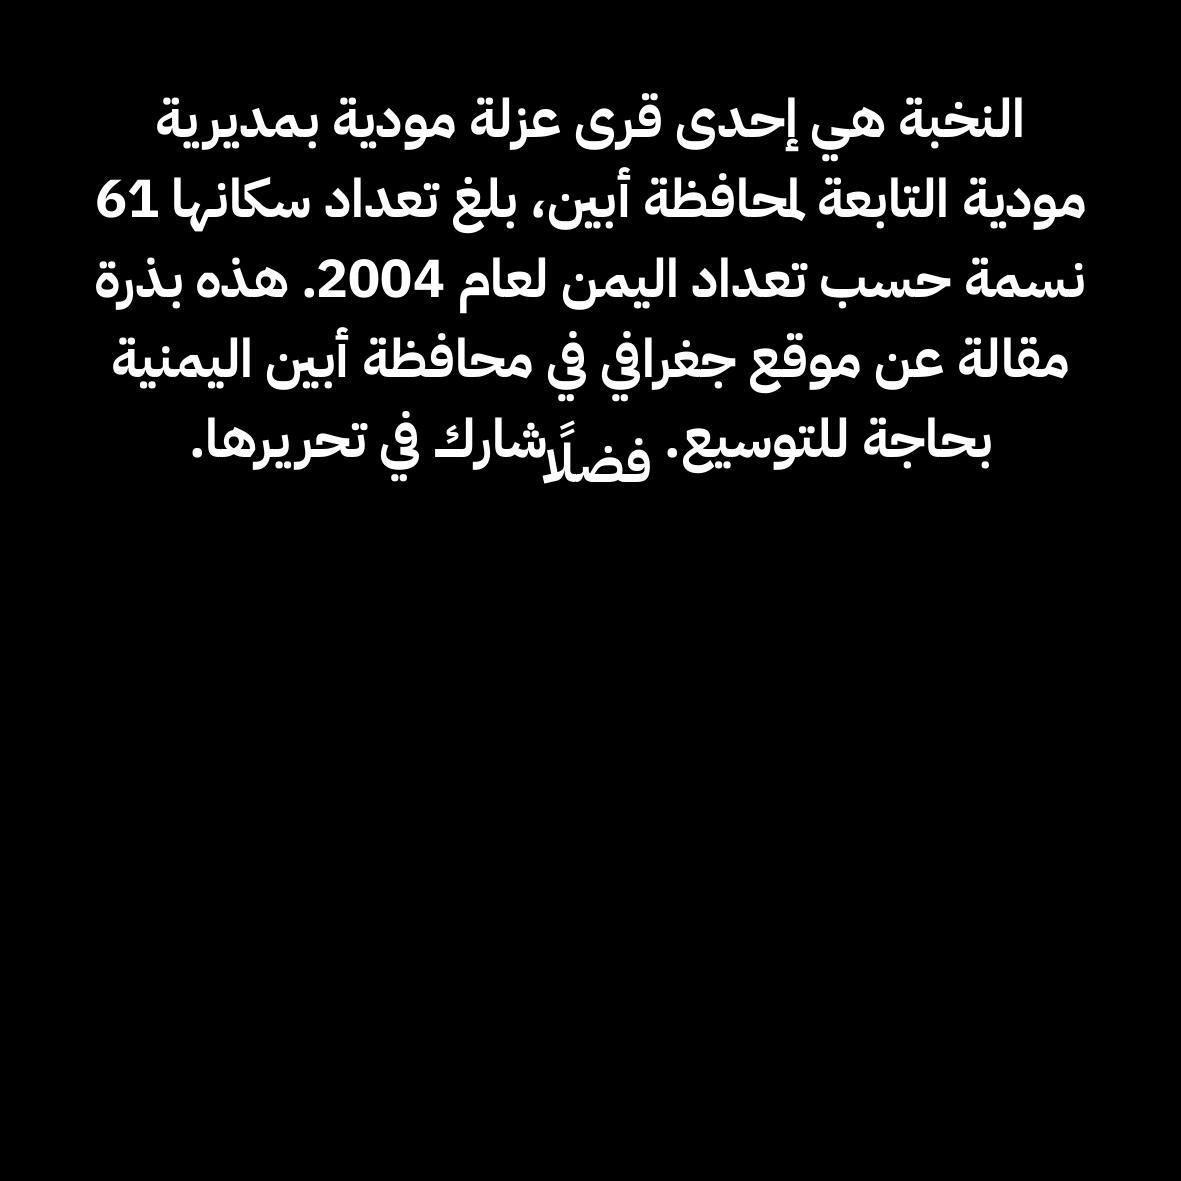 النخبة هي إحدى قرى عزلة مودية بمديرية
مودية التابعة لمحافظة أبين، بلغ تعداد سكانها 61
نسمة حسب تعداد اليمن لعام 2004. هذه بذرة
مقالة عن موقع جغرافي في محافظة أبين اليمنية
بحاجة للتوسيع. فضلًا شارك في تحريرها.